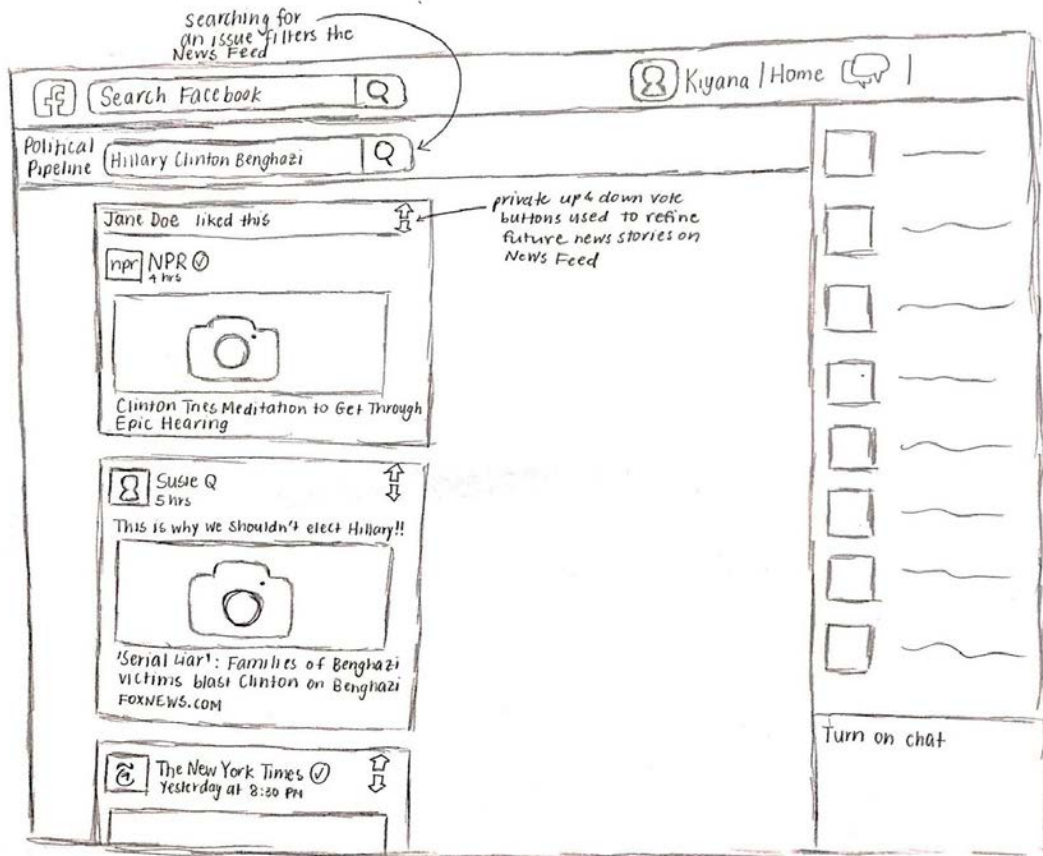 searching for
an issue filters the
News Feed
Search Facebook
Kiyana | Home
Political
Pipeline
Hillary Clinton Benghazi
private up & down vote
buttons used to refine
future news stories on
News Feed
Jane Doe liked this
npr NPR
4 hrs
Clinton Tries Meditation to Get Through
Epic Hearing
Susie Q
5 hrs
This is why we shouldn't elect Hillary!!
'Serial Liar': Families of Benghazi
victims blast Clinton on Benghazi
FOXNEWS.COM
The New York Times
Yesterday at 8:30 PM
Turn on chat